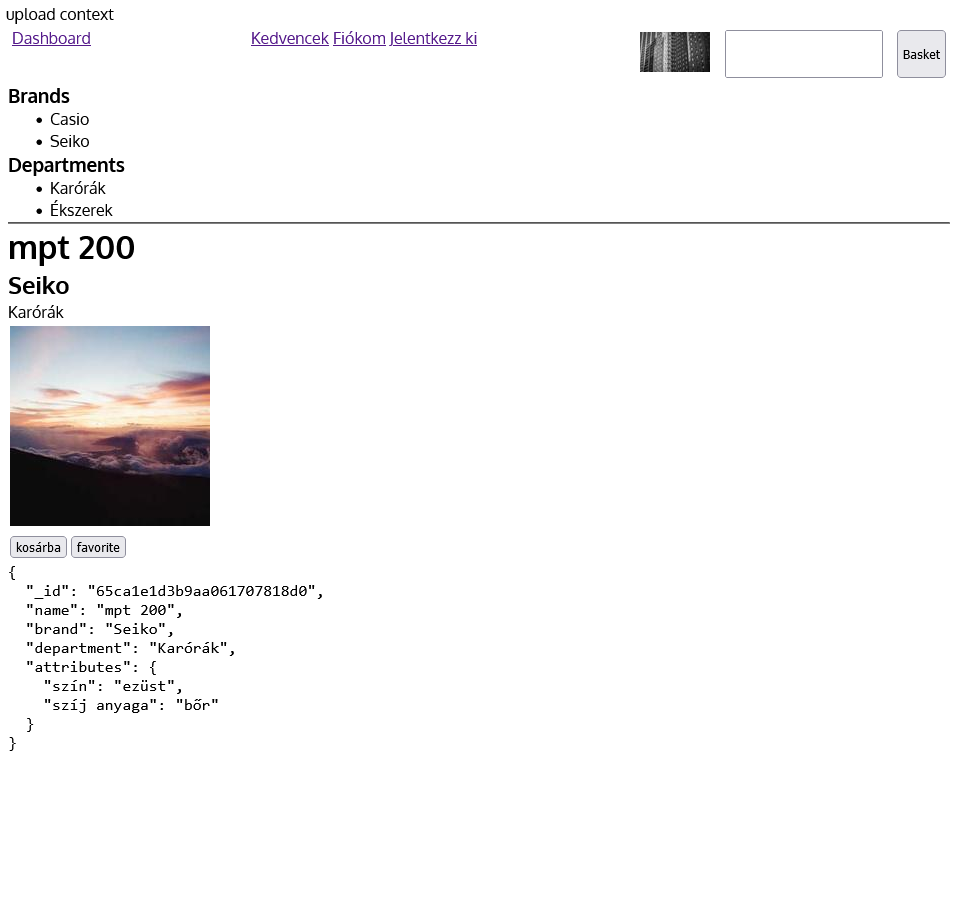 upload context
Dashboard Kedvencek Fiókom Jelentkezz ki Basket
Brands
• Casio
• Seiko
Departments
• Karórák
• Ékszerek
mpt 200
Seiko
Karórák
kosárba favorite
{
  "_id": "65ca1e1d3b9aa061707818d0",
  "name": "mpt 200",
  "brand": "Seiko",
  "department": "Karórák",
  "attributes": {
    "szín": "ezüst",
    "szíj anyaga": "bőr"
  }
}